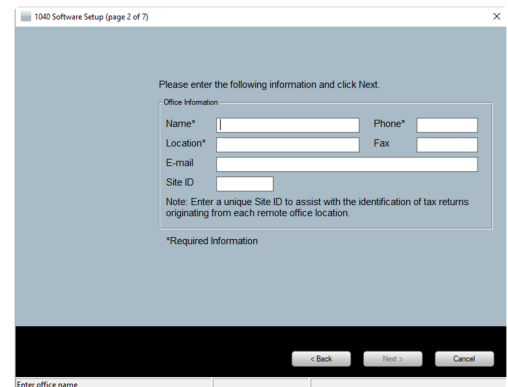 1040 Software Setup (page 2 of 7)
Please enter the following information and click Next.
Office Information
Name* Phone*
Location* Fax
E-mail
Site ID
Note: Enter a unique Site ID to assist with the identification of tax returns
originating from each remote office location.
*Required Information
< Back Next > Cancel
Enter office name